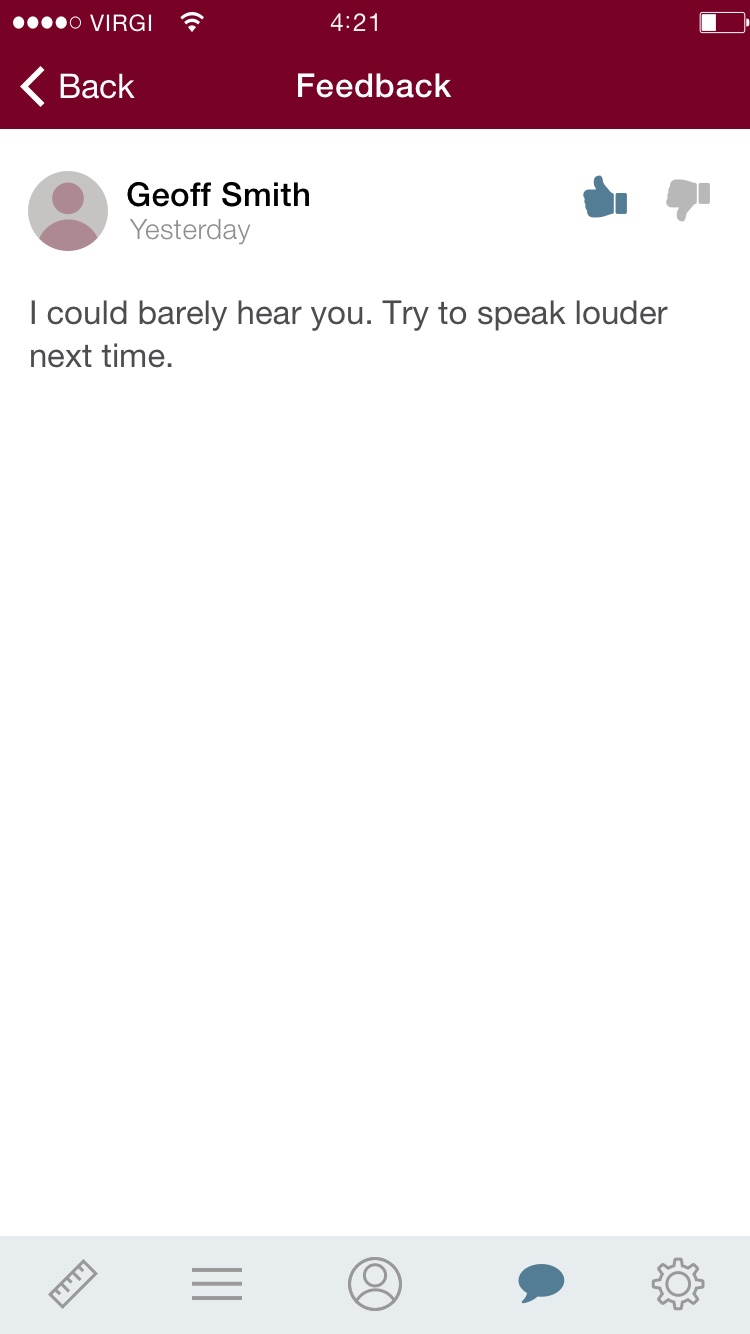 VIRGI 4:21
Back Feedback
Geoff Smith
Yesterday
I could barely hear you. Try to speak louder
next time.